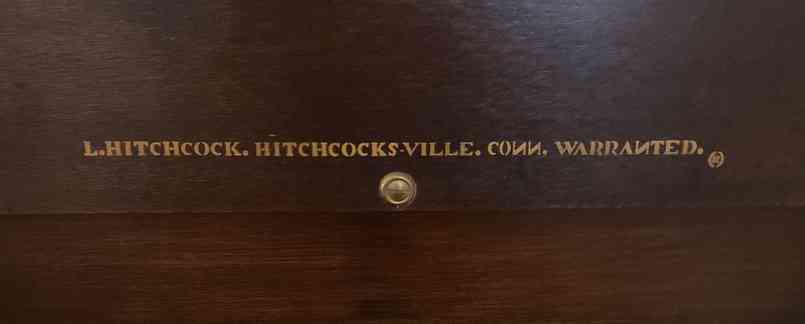 L.HITCHCOCK. HITCHCOCKS-VILLE. CONN. WARRANTED. ®